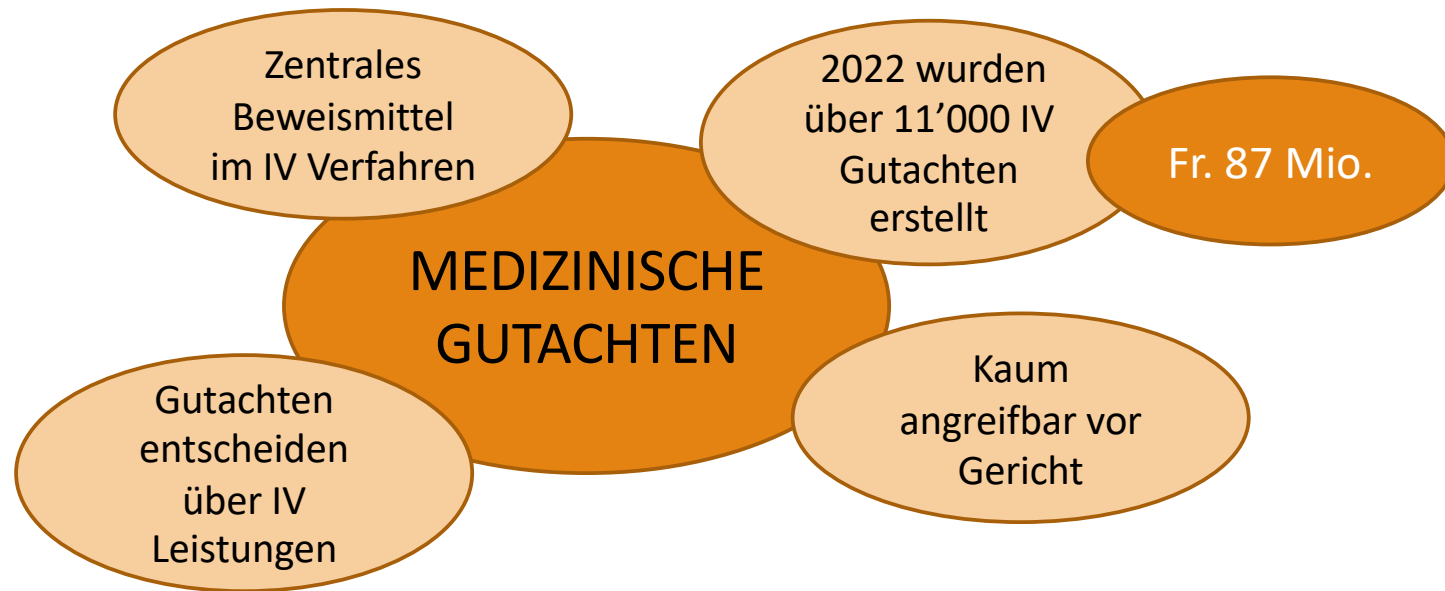 Zentrales
Beweismittel
im IV Verfahren
2022 wurden
über 11’000 IV
Gutachten
erstellt
Fr. 87 Mio.
MEDIZINISCHE
GUTACHTEN
Gutachten
entscheiden
über IV
Leistungen
Kaum
angreifbar vor
Gericht